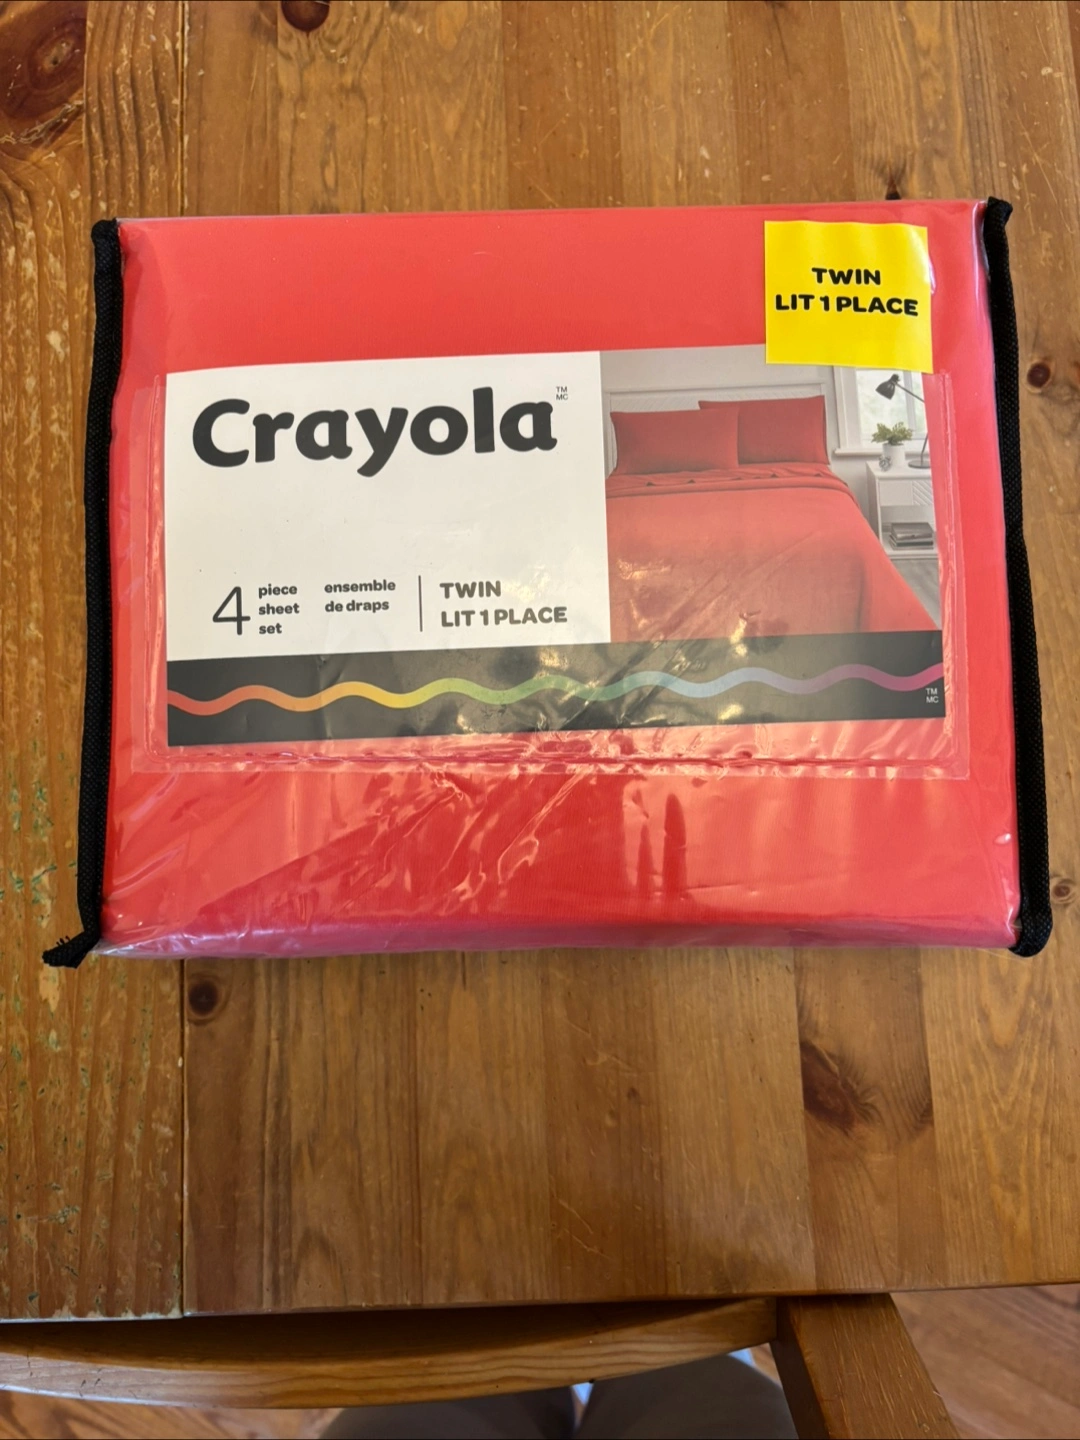 TWIN
LIT 1 PLACE
Crayola TM
MC
4 piece
sheet
set
ensemble
de draps
TWIN
LIT 1 PLACE
TM
MC